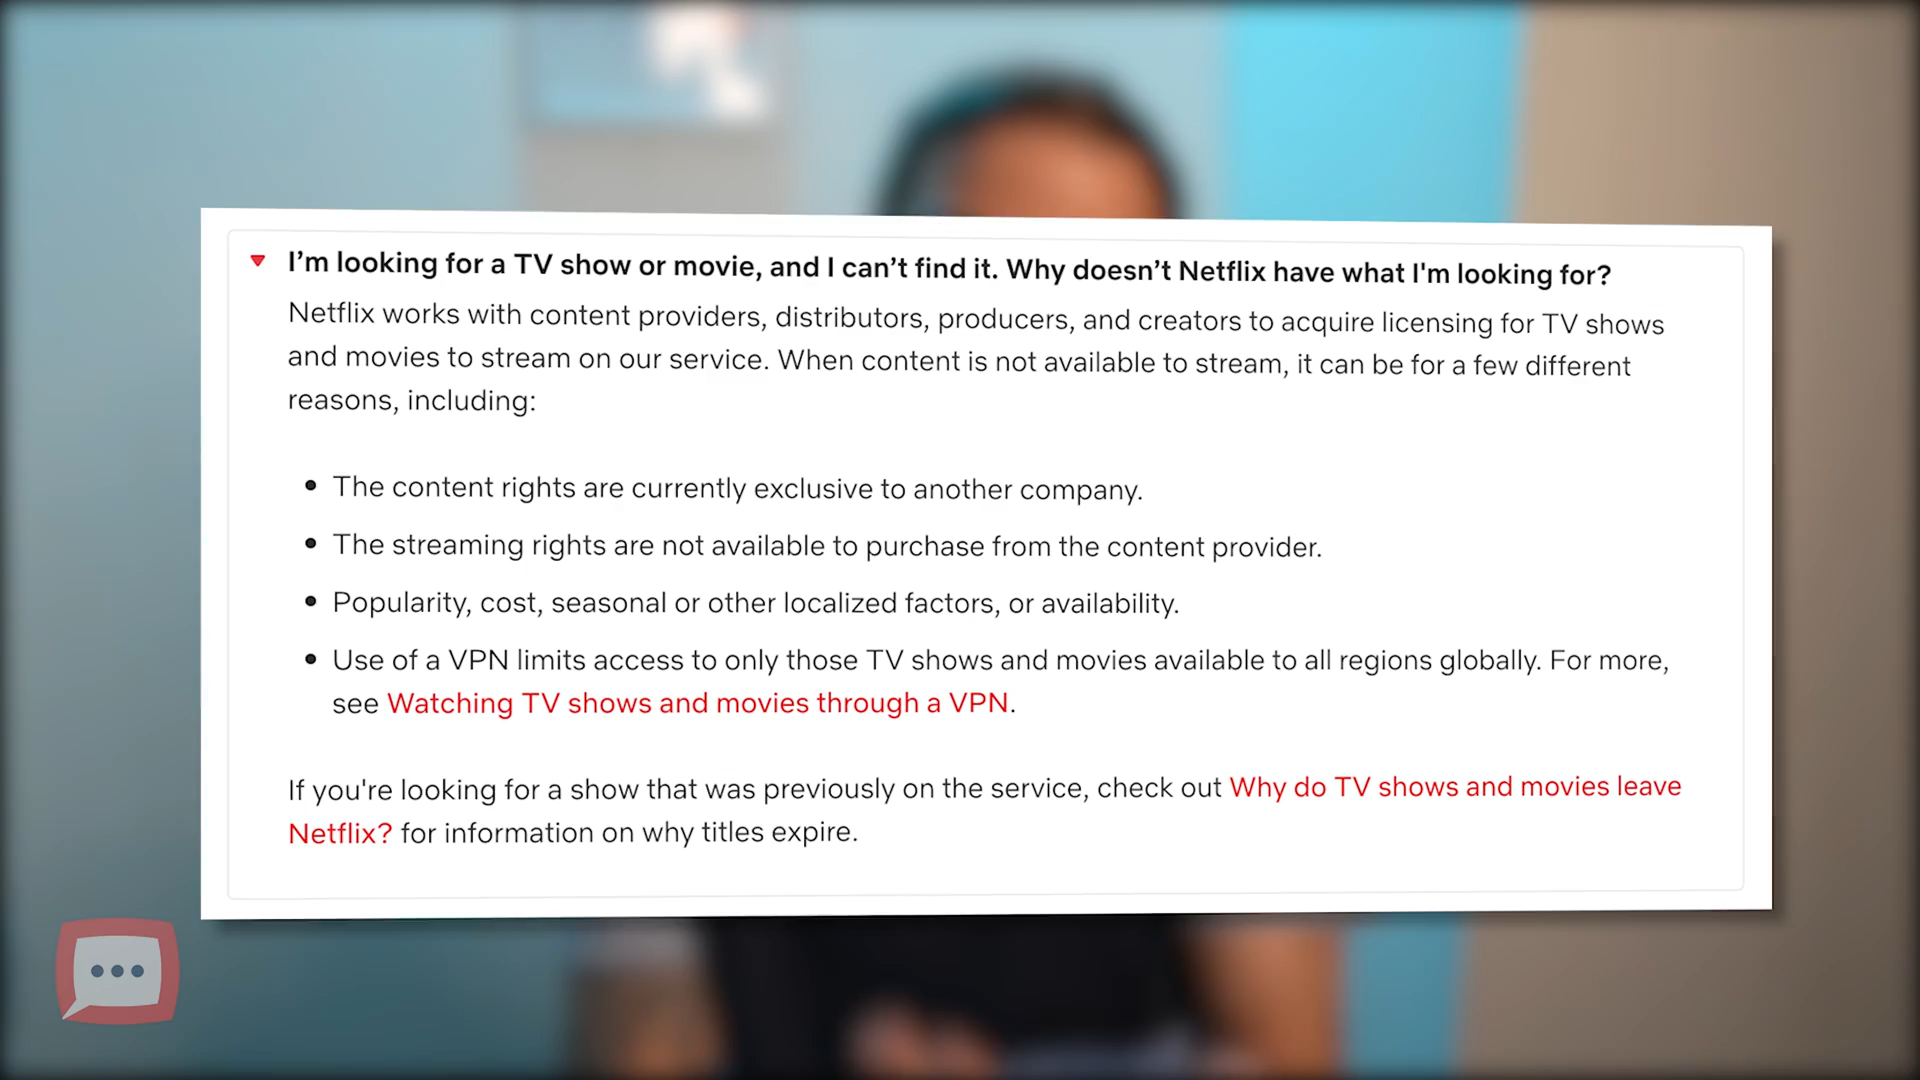 I’m looking for a TV show or movie, and I can’t find it. Why doesn’t Netflix have what I'm looking for?
Netflix works with content providers, distributors, producers, and creators to acquire licensing for TV shows
and movies to stream on our service. When content is not available to stream, it can be for a few different
reasons, including:
• The content rights are currently exclusive to another company.
• The streaming rights are not available to purchase from the content provider.
• Popularity, cost, seasonal or other localized factors, or availability.
• Use of a VPN limits access to only those TV shows and movies available to all regions globally. For more,
see Watching TV shows and movies through a VPN.
If you're looking for a show that was previously on the service, check out Why do TV shows and movies leave
Netflix? for information on why titles expire.